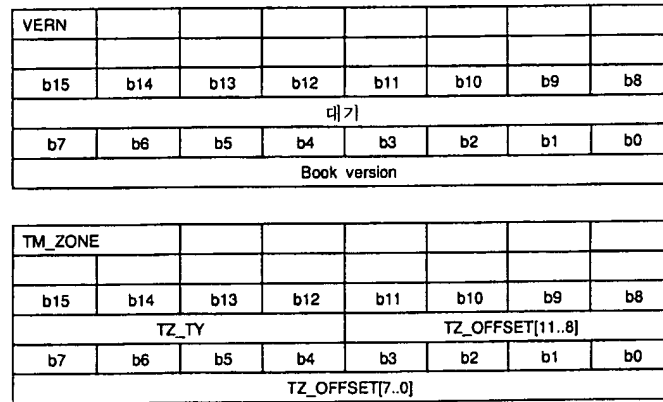 VERN
b15 b14 b13 b12 b11 b10 b9 b8
대기
b7 b6 b5 b4 b3 b2 b1 b0
Book version
TM_ZONE
b15 b14 b13 b12 b11 b10 b9 b8
TZ_TY TZ_OFFSET[11..8]
b7 b6 b5 b4 b3 b2 b1 b0
TZ_OFFSET[7..0]